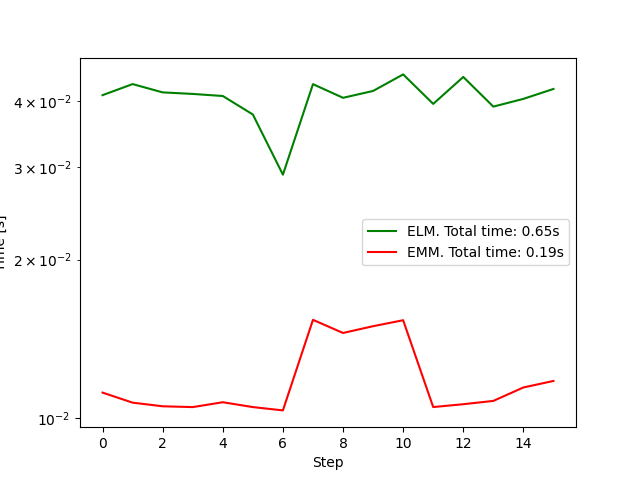 4 × 10⁻²
3 × 10⁻²
2 × 10⁻²
10⁻²
ELM. Total time: 0.65s
EMM. Total time: 0.19s
0 2 4 6 8 10 12 14
Step